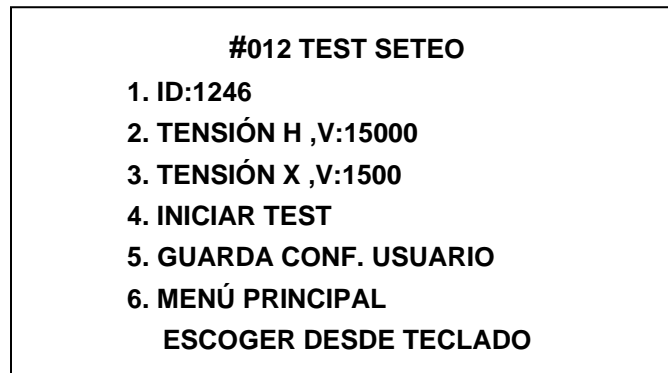 #012 TEST SETEO
1. ID:1246
2. TENSIÓN H ,V:15000
3. TENSIÓN X ,V:1500
4. INICIAR TEST
5. GUARDA CONF. USUARIO
6. MENÚ PRINCIPAL
ESCOGER DESDE TECLADO